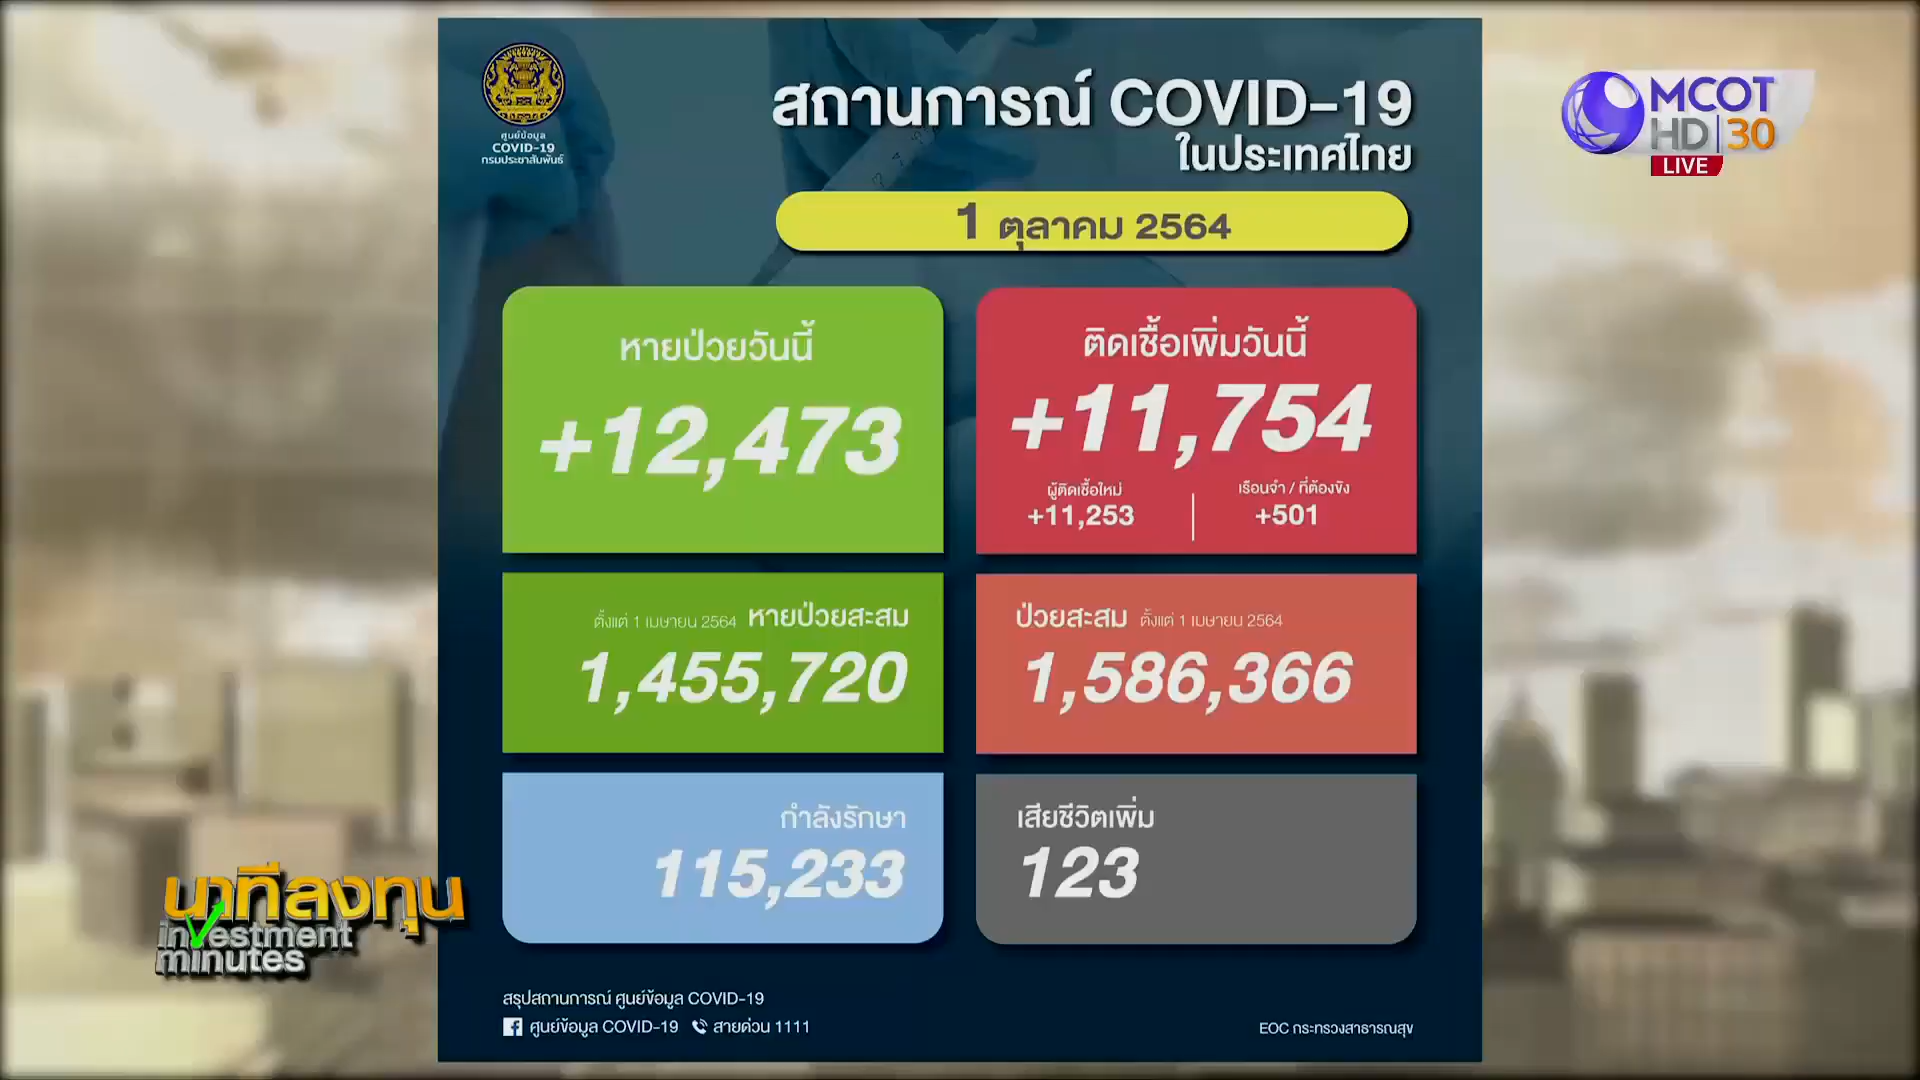 ศูนย์ข้อมูล
COVID-19
กรมประชาสัมพันธ์
สถานการณ์ COVID-19
ในประเทศไทย
1 ตุลาคม 2564
MCOT
HD 30
LIVE
หายป่วยวันนี้
+12,473
ติดเชื้อเพิ่มวันนี้
+11,754
ผู้ติดเชื้อใหม่
+11,253
เรือนจำ / ที่ต้องขัง
+501
ตั้งแต่ 1 เมษายน 2564 หายป่วยสะสม
1,455,720
ป่วยสะสม ตั้งแต่ 1 เมษายน 2564
1,586,366
กำลังรักษา
115,233
เสียชีวิตเพิ่ม
123
นาทีลงทุน
investment
minutes
สรุปสถานการณ์ ศูนย์ข้อมูล COVID-19
ศูนย์ข้อมูล COVID-19 สายด่วน 1111
EOC กระทรวงสาธารณสุข